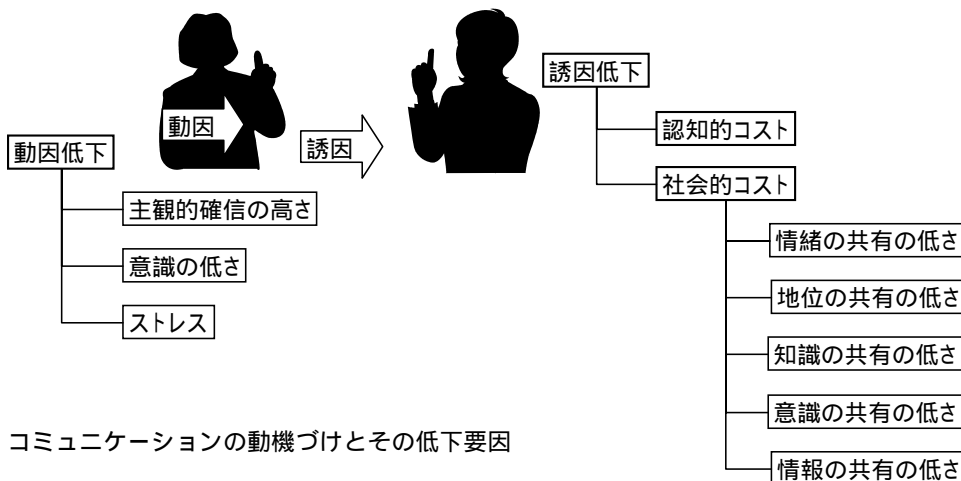 動因
誘因
動因低下
主観的確信の高さ
意識の低さ
ストレス
誘因低下
認知的コスト
社会的コスト
情緒の共有の低さ
地位の共有の低さ
知識の共有の低さ
意識の共有の低さ
情報の共有の低さ
コミュニケーションの動機づけとその低下要因